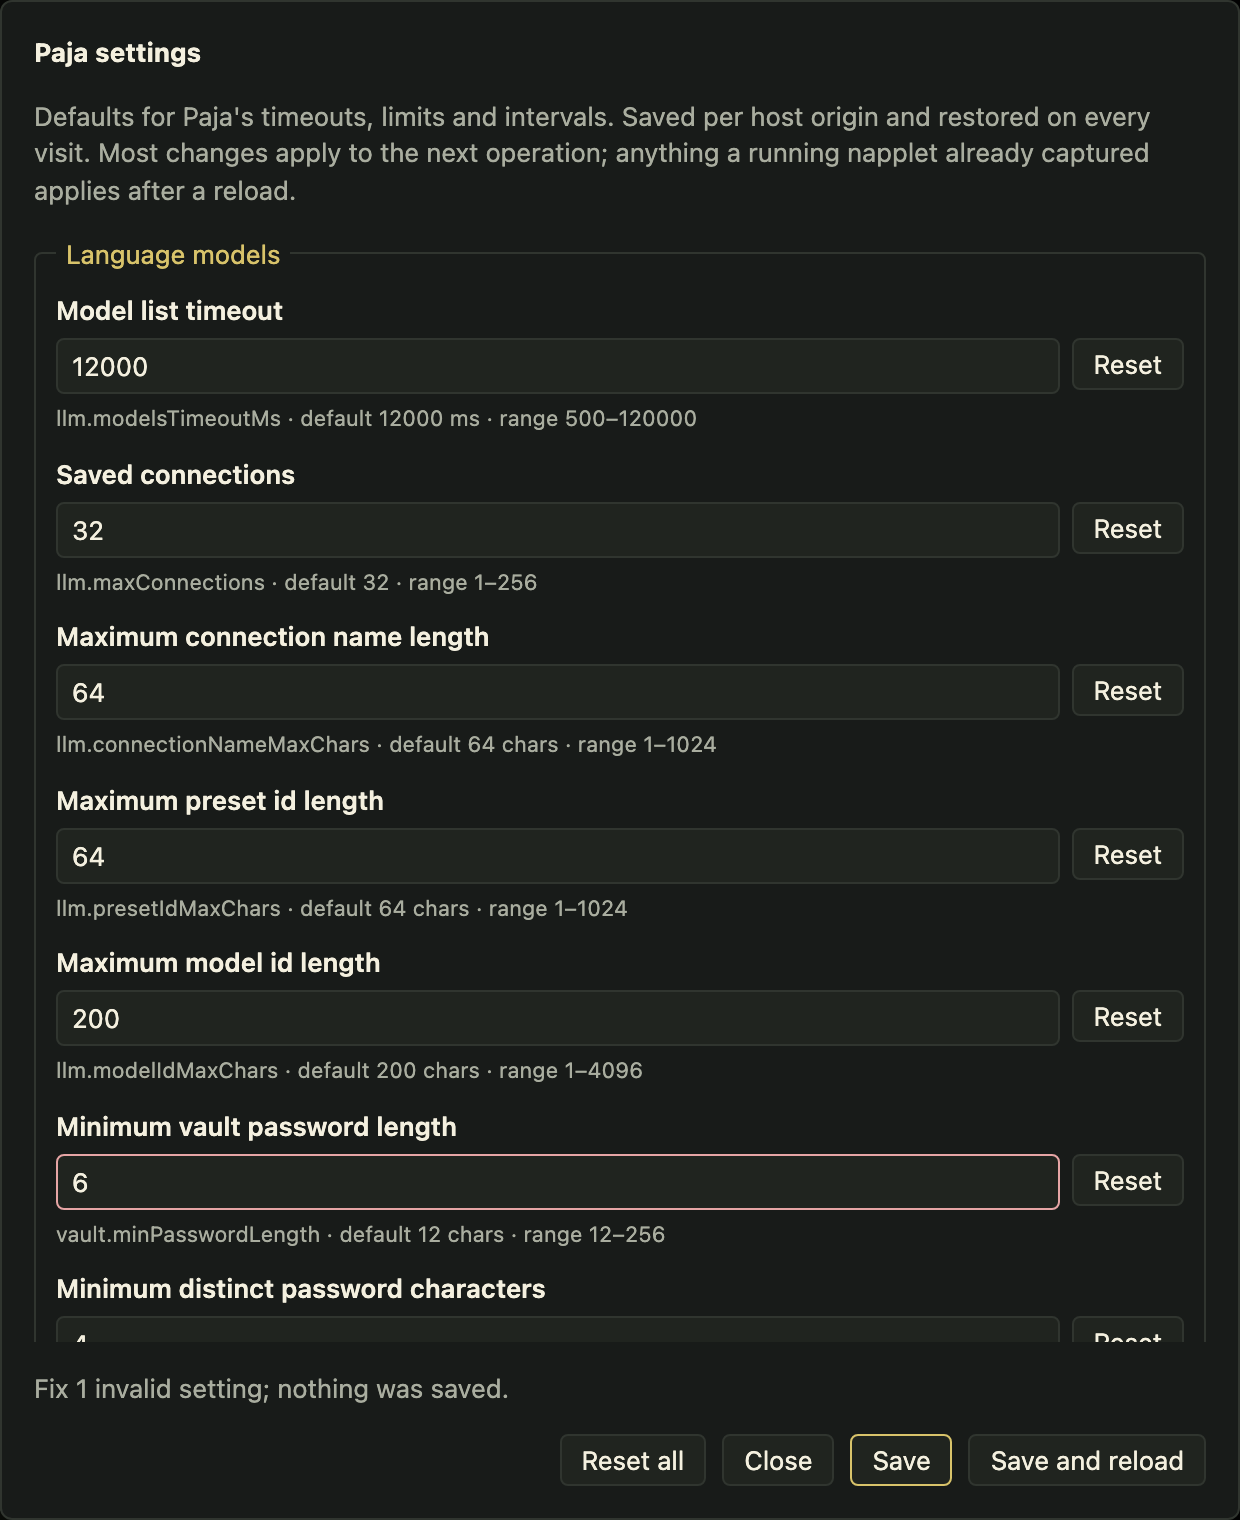 Paja settings
Defaults for Paja's timeouts, limits and intervals. Saved per host origin and restored on every
visit. Most changes apply to the next operation; anything a running napplet already captured
applies after a reload.
Language models
Model list timeout
12000
Reset
llm.modelsTimeoutMs · default 12000 ms · range 500–120000
Saved connections
32
Reset
llm.maxConnections · default 32 · range 1–256
Maximum connection name length
64
Reset
llm.connectionNameMaxChars · default 64 chars · range 1–1024
Maximum preset id length
64
Reset
llm.presetIdMaxChars · default 64 chars · range 1–1024
Maximum model id length
200
Reset
llm.modelIdMaxChars · default 200 chars · range 1–4096
Minimum vault password length
6
Reset
vault.minPasswordLength · default 12 chars · range 12–256
Minimum distinct password characters
4
Reset
Fix 1 invalid setting; nothing was saved.
Reset all
Close
Save
Save and reload